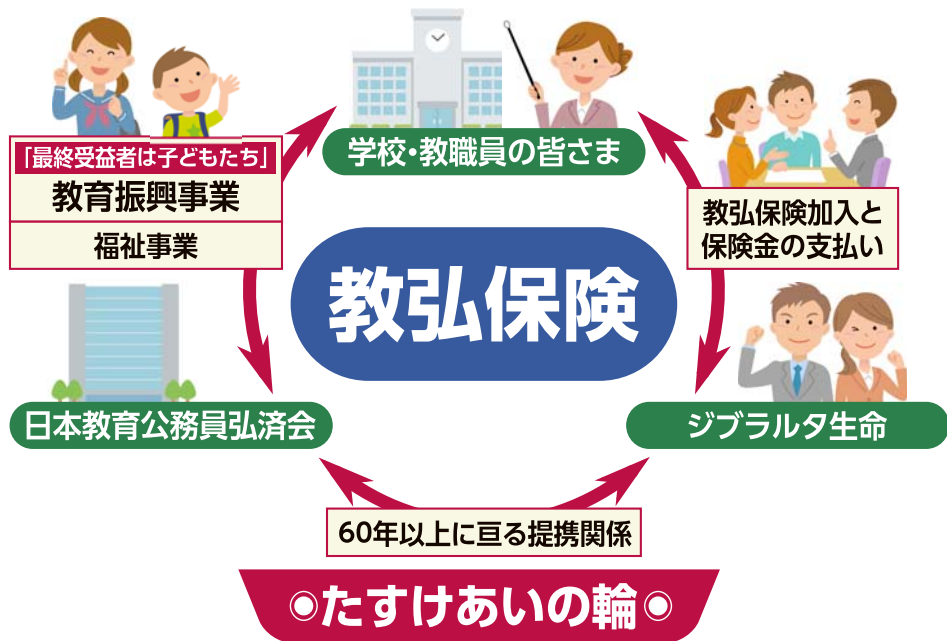 学校・教職員の皆さま
「最終受益者は子どもたち」
教育振興事業
福祉事業
教弘保険加入と
保険金の支払い
教弘保険
日本教育公務員弘済会
ジブラルタ生命
60年以上に亘る提携関係
◉たすけあいの輪◉